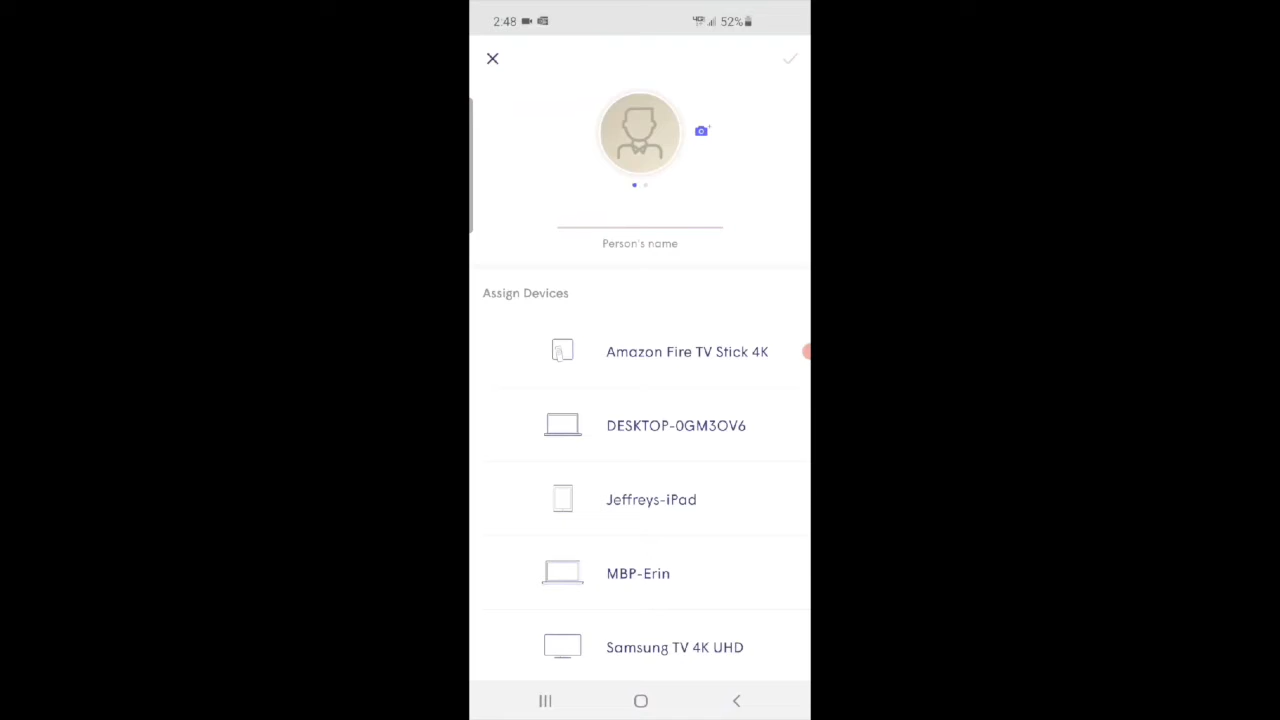 2:48 52%
Person's name
Assign Devices
Amazon Fire TV Stick 4K
DESKTOP-0GM3OV6
Jeffreys-iPad
MBP-Erin
Samsung TV 4K UHD